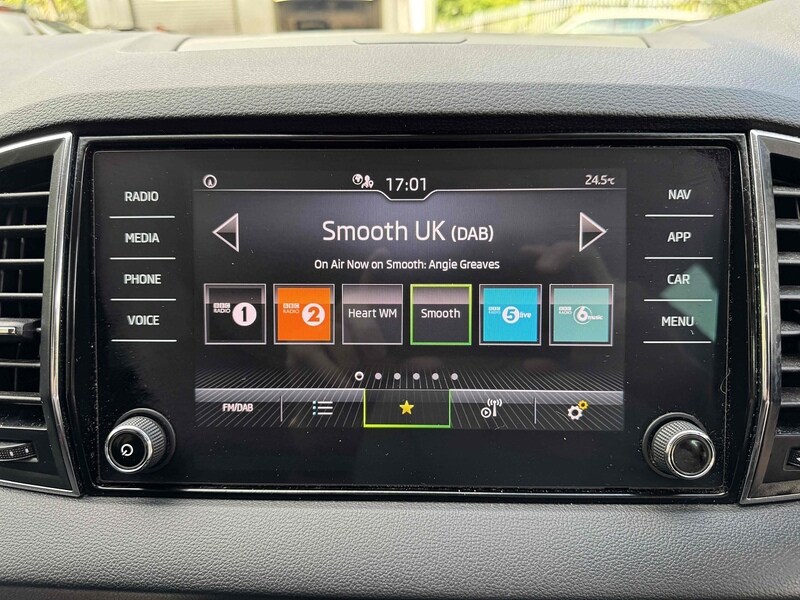 17:01
24.5°C
RADIO
MEDIA
PHONE
VOICE
Smooth UK (DAB)
On Air Now on Smooth: Angie Greaves
BBC RADIO 1
BBC RADIO 2
Heart WM
Smooth
BBC RADIO 5 live
BBC RADIO 6 music
FM/DAB
NAV
APP
CAR
MENU